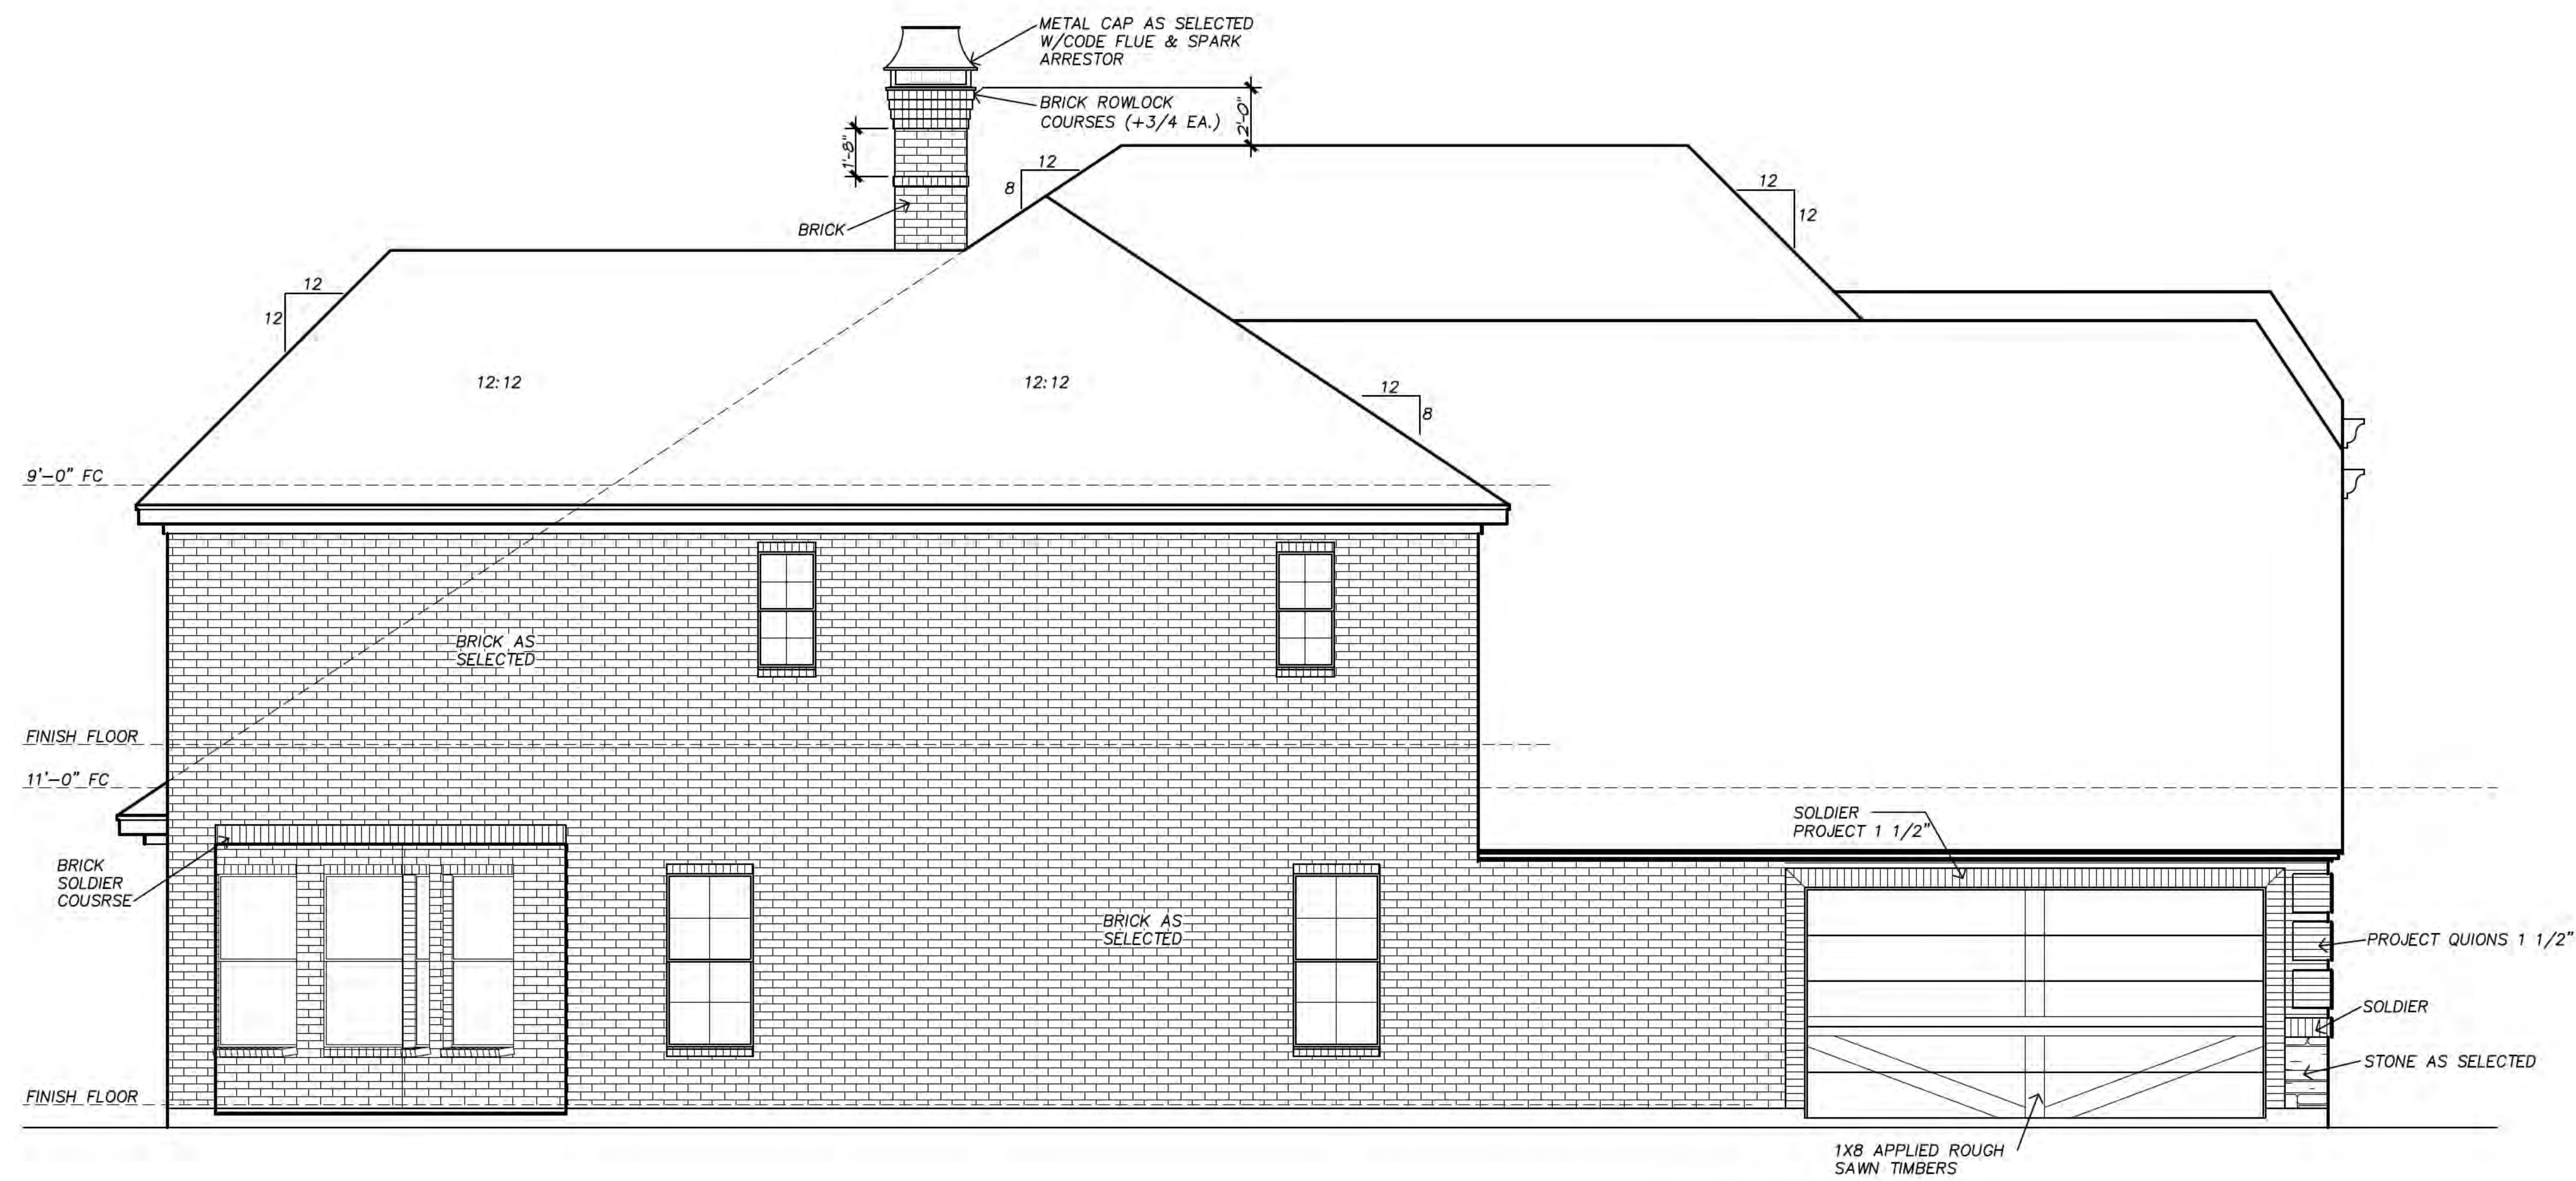 METAL CAP AS SELECTED
W/CODE FLUE & SPARK
ARRESTOR
BRICK ROWLOCK
COURSES (+3/4 EA.)
2'-0"
1'-8"
12
8
12
12
BRICK
12
12
12:12
12:12
12
8
9'-0" FC
BRICK AS
SELECTED
FINISH FLOOR
11'-0" FC
SOLDIER
PROJECT 1 1/2"
BRICK
SOLDIER
COUSRSE
BRICK AS
SELECTED
PROJECT QUIONS 1 1/2"
SOLDIER
STONE AS SELECTED
FINISH FLOOR
1X8 APPLIED ROUGH
SAWN TIMBERS